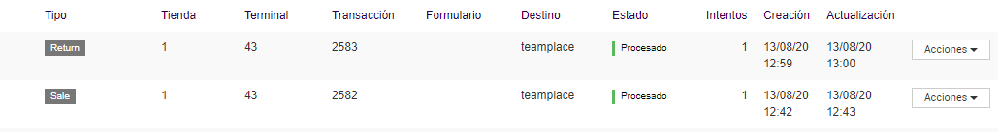 Tipo Tienda Terminal Transacción Formulario Destino Estado Intentos Creación Actualización
Return 1 43 2583 teamplace Procesado 1 13/08/20 12:59 13/08/20 13:00 Acciones
Sale 1 43 2582 teamplace Procesado 1 13/08/20 12:42 13/08/20 12:43 Acciones